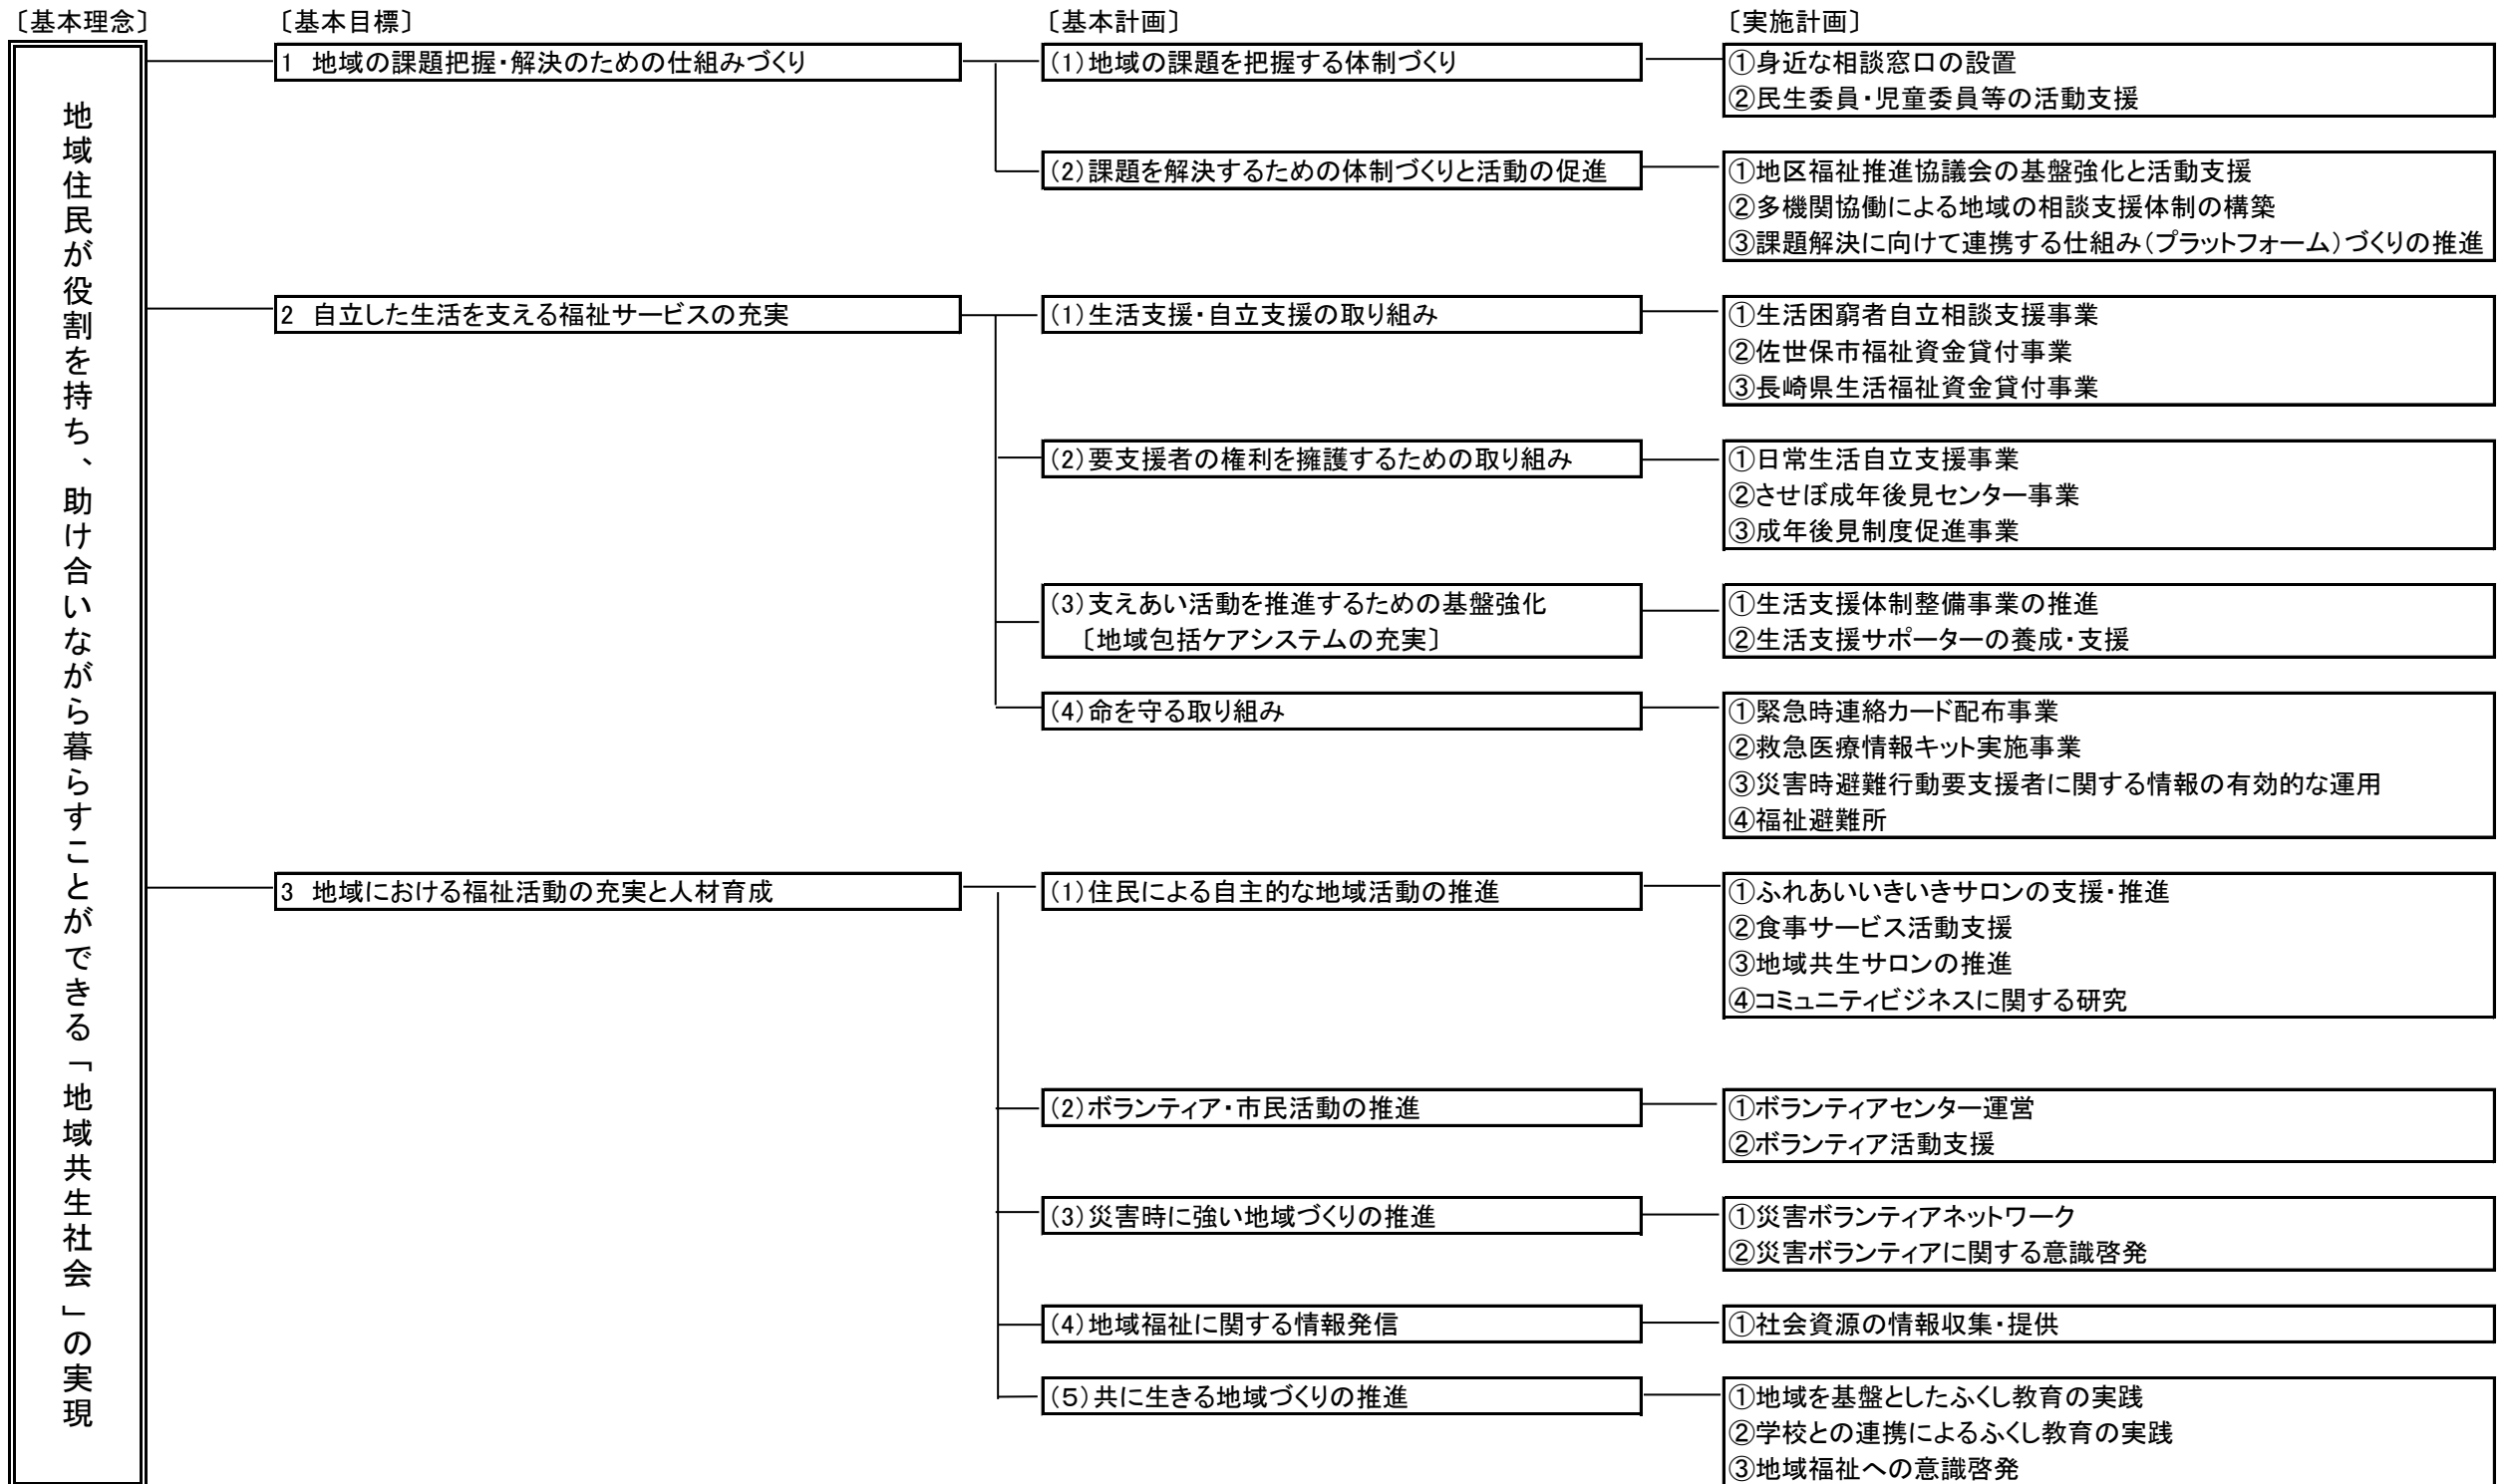 〔基本理念〕 〔基本目標〕 〔基本計画〕 〔実施計画〕
地域住民が役割を持ち、助け合いながら暮らすことができる「地域共生社会」の実現
1 地域の課題把握・解決のための仕組みづくり
(1)地域の課題を把握する体制づくり
①身近な相談窓口の設置
②民生委員・児童委員等の活動支援
(2)課題を解決するための体制づくりと活動の促進
①地区福祉推進協議会の基盤強化と活動支援
②多機関協働による地域の相談支援体制の構築
③課題解決に向けて連携する仕組み(プラットフォーム)づくりの推進
2 自立した生活を支える福祉サービスの充実
(1)生活支援・自立支援の取り組み
①生活困窮者自立相談支援事業
②佐世保市福祉資金貸付事業
③長崎県生活福祉資金貸付事業
(2)要支援者の権利を擁護するための取り組み
①日常生活自立支援事業
②させぼ成年後見センター事業
③成年後見制度促進事業
(3)支えあい活動を推進するための基盤強化
〔地域包括ケアシステムの充実〕
①生活支援体制整備事業の推進
②生活支援サポーターの養成・支援
(4)命を守る取り組み
①緊急時連絡カード配布事業
②救急医療情報キット実施事業
③災害時避難行動要支援者に関する情報の有効的な運用
④福祉避難所
3 地域における福祉活動の充実と人材育成
(1)住民による自主的な地域活動の推進
①ふれあいいきいきサロンの支援・推進
②食事サービス活動支援
③地域共生サロンの推進
④コミュニティビジネスに関する研究
(2)ボランティア・市民活動の推進
①ボランティアセンター運営
②ボランティア活動支援
(3)災害時に強い地域づくりの推進
①災害ボランティアネットワーク
②災害ボランティアに関する意識啓発
(4)地域福祉に関する情報発信
①社会資源の情報収集・提供
(5)共に生きる地域づくりの推進
①地域を基盤としたふくし教育の実践
②学校との連携によるふくし教育の実践
③地域福祉への意識啓発